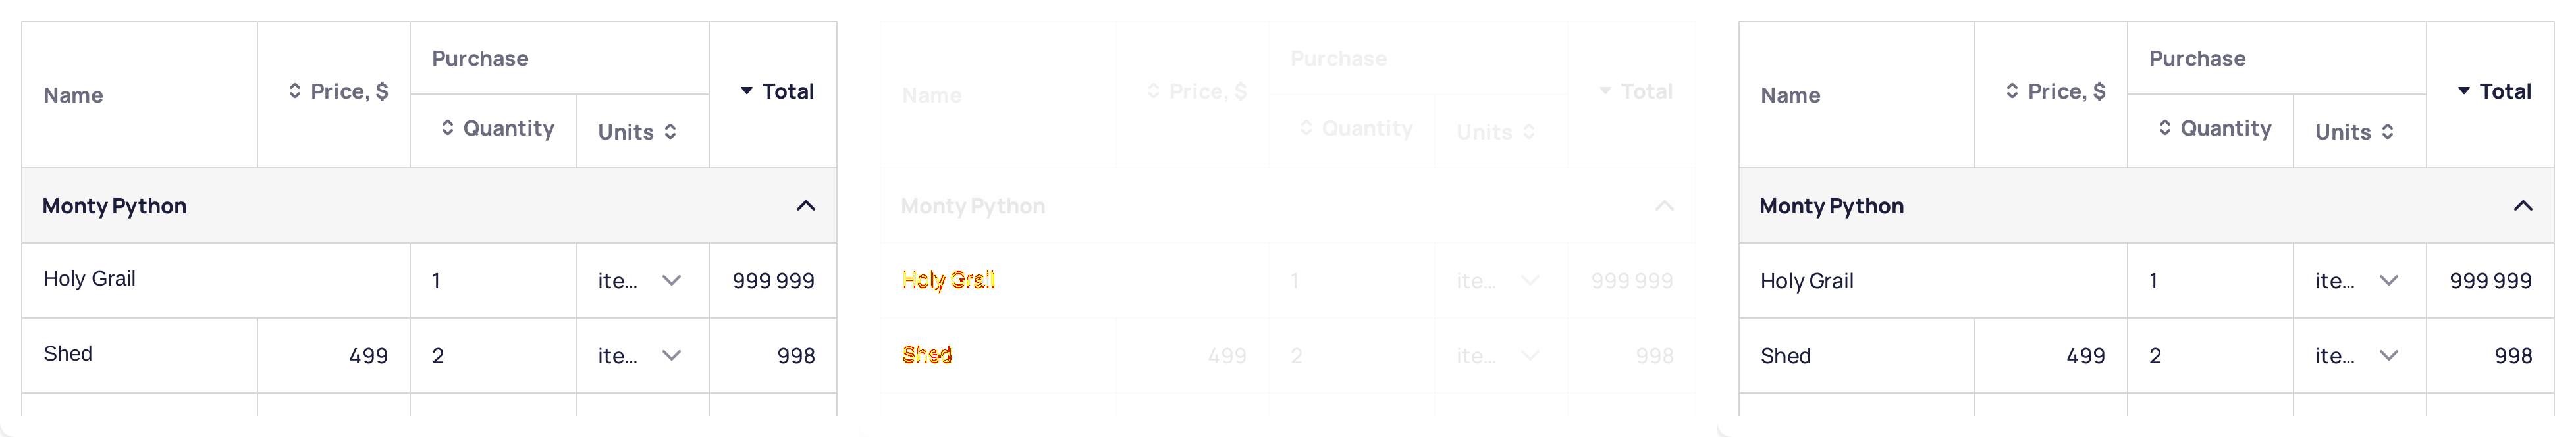 Purchase
Name Price, $ Total
Quantity Units
Monty Python
Holy Grail 1 ite... 999 999
Shed 499 2 ite... 998
Purchase
Name Price, $ Total
Quantity Units
Monty Python
Holy Grail 1 ite... 999 999
Shed 499 2 ite... 998
Purchase
Name Price, $ Total
Quantity Units
Monty Python
Holy Grail 1 ite... 999 999
Shed 499 2 ite... 998